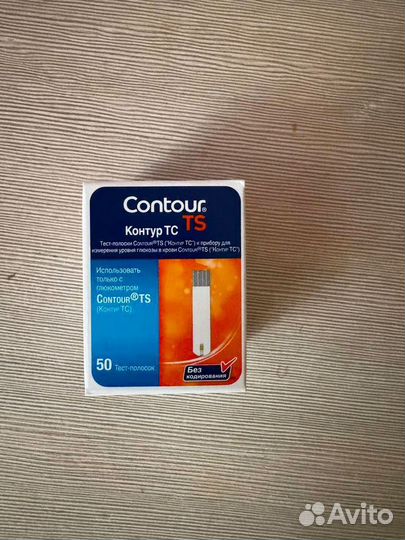 Contour®
TS
Контур ТС
Тест-полоски Contour®TS ("Контур ТС") к прибору для
измерения уровня глюкозы в крови Contour®TS ("Контур ТС")
Использовать
только с
глюкометром
Contour®TS
(Контур ТС)
50 Тест-полосок
Без
кодирования
Avito